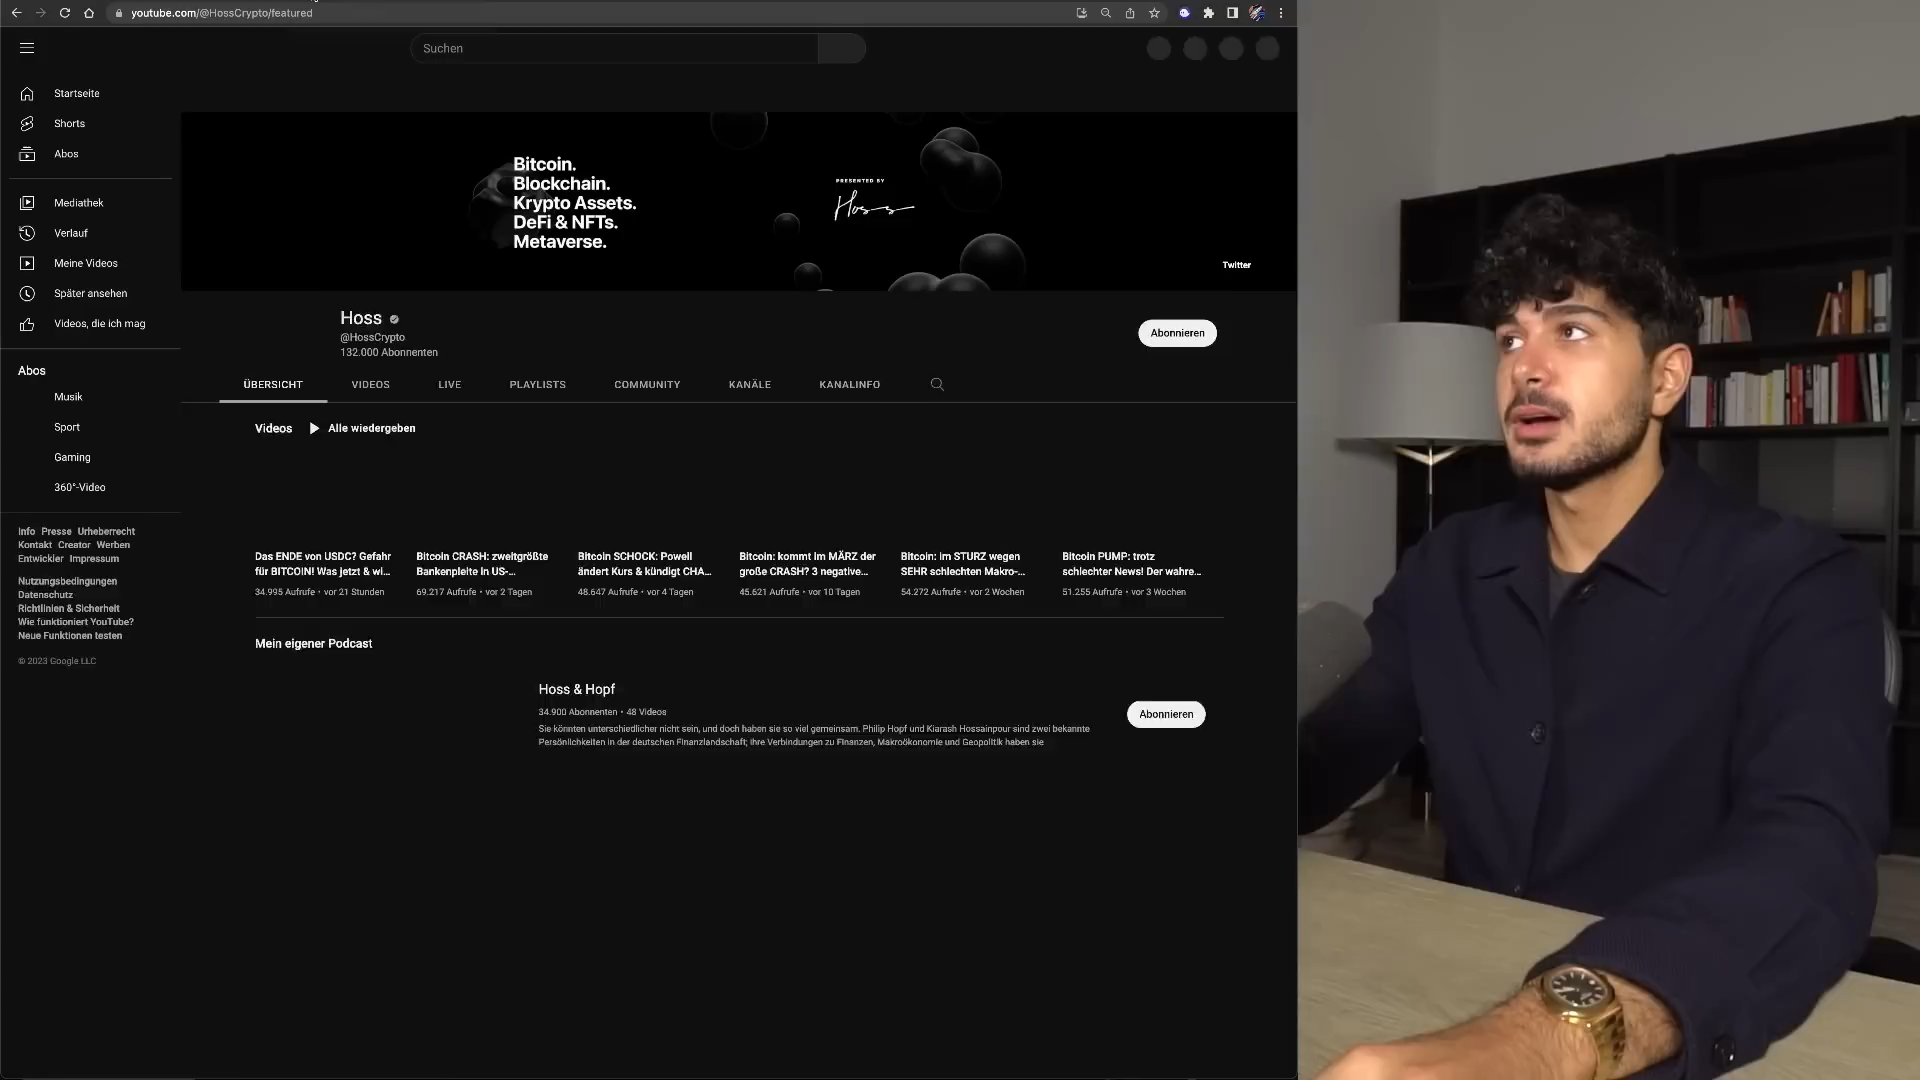 youtube.com/@HossCrypto/featured
Suchen
Startseite
Shorts
Abos
Mediathek
Verlauf
Meine Videos
Später ansehen
Videos, die ich mag
Abos
Musik
Sport
Gaming
360°-Video
Info Presse Urheberrecht
Kontakt Creator Werben
Entwickler Impressum
Nutzungsbedingungen
Datenschutz
Richtlinien & Sicherheit
Wie funktioniert YouTube?
Neue Funktionen testen
© 2023 Google LLC
Bitcoin.
Blockchain.
Krypto Assets.
DeFi & NFTs.
Metaverse.
PRESENTED BY
Hoss
Twitter
Hoss
@HossCrypto
132.000 Abonnenten
Abonnieren
ÜBERSICHT VIDEOS LIVE PLAYLISTS COMMUNITY KANÄLE KANALINFO
Videos Alle wiedergeben
Das ENDE von USDC? Gefahr
für BITCOIN! Was jetzt & wi...
34.995 Aufrufe • vor 21 Stunden
Bitcoin CRASH: zweitgrößte
Bankenpleite in US-...
69.217 Aufrufe • vor 2 Tagen
Bitcoin SCHOCK: Powell
ändert Kurs & kündigt CHA...
48.647 Aufrufe • vor 4 Tagen
Bitcoin: kommt im MÄRZ der
große CRASH? 3 negative...
45.621 Aufrufe • vor 10 Tagen
Bitcoin: im STURZ wegen
SEHR schlechten Makro-...
54.272 Aufrufe • vor 2 Wochen
Bitcoin PUMP: trotz
schlechter News! Der wahre...
51.255 Aufrufe • vor 3 Wochen
Mein eigener Podcast
Hoss & Hopf
34.900 Abonnenten • 48 Videos
Sie könnten unterschiedlicher nicht sein, und doch haben sie so viel gemeinsam. Philip Hopf und Kiarash Hossainpour sind zwei bekannte
Persönlichkeiten in der deutschen Finanzlandschaft; ihre Verbindungen zu Finanzen, Makroökonomie und Geopolitik haben sie
Abonnieren